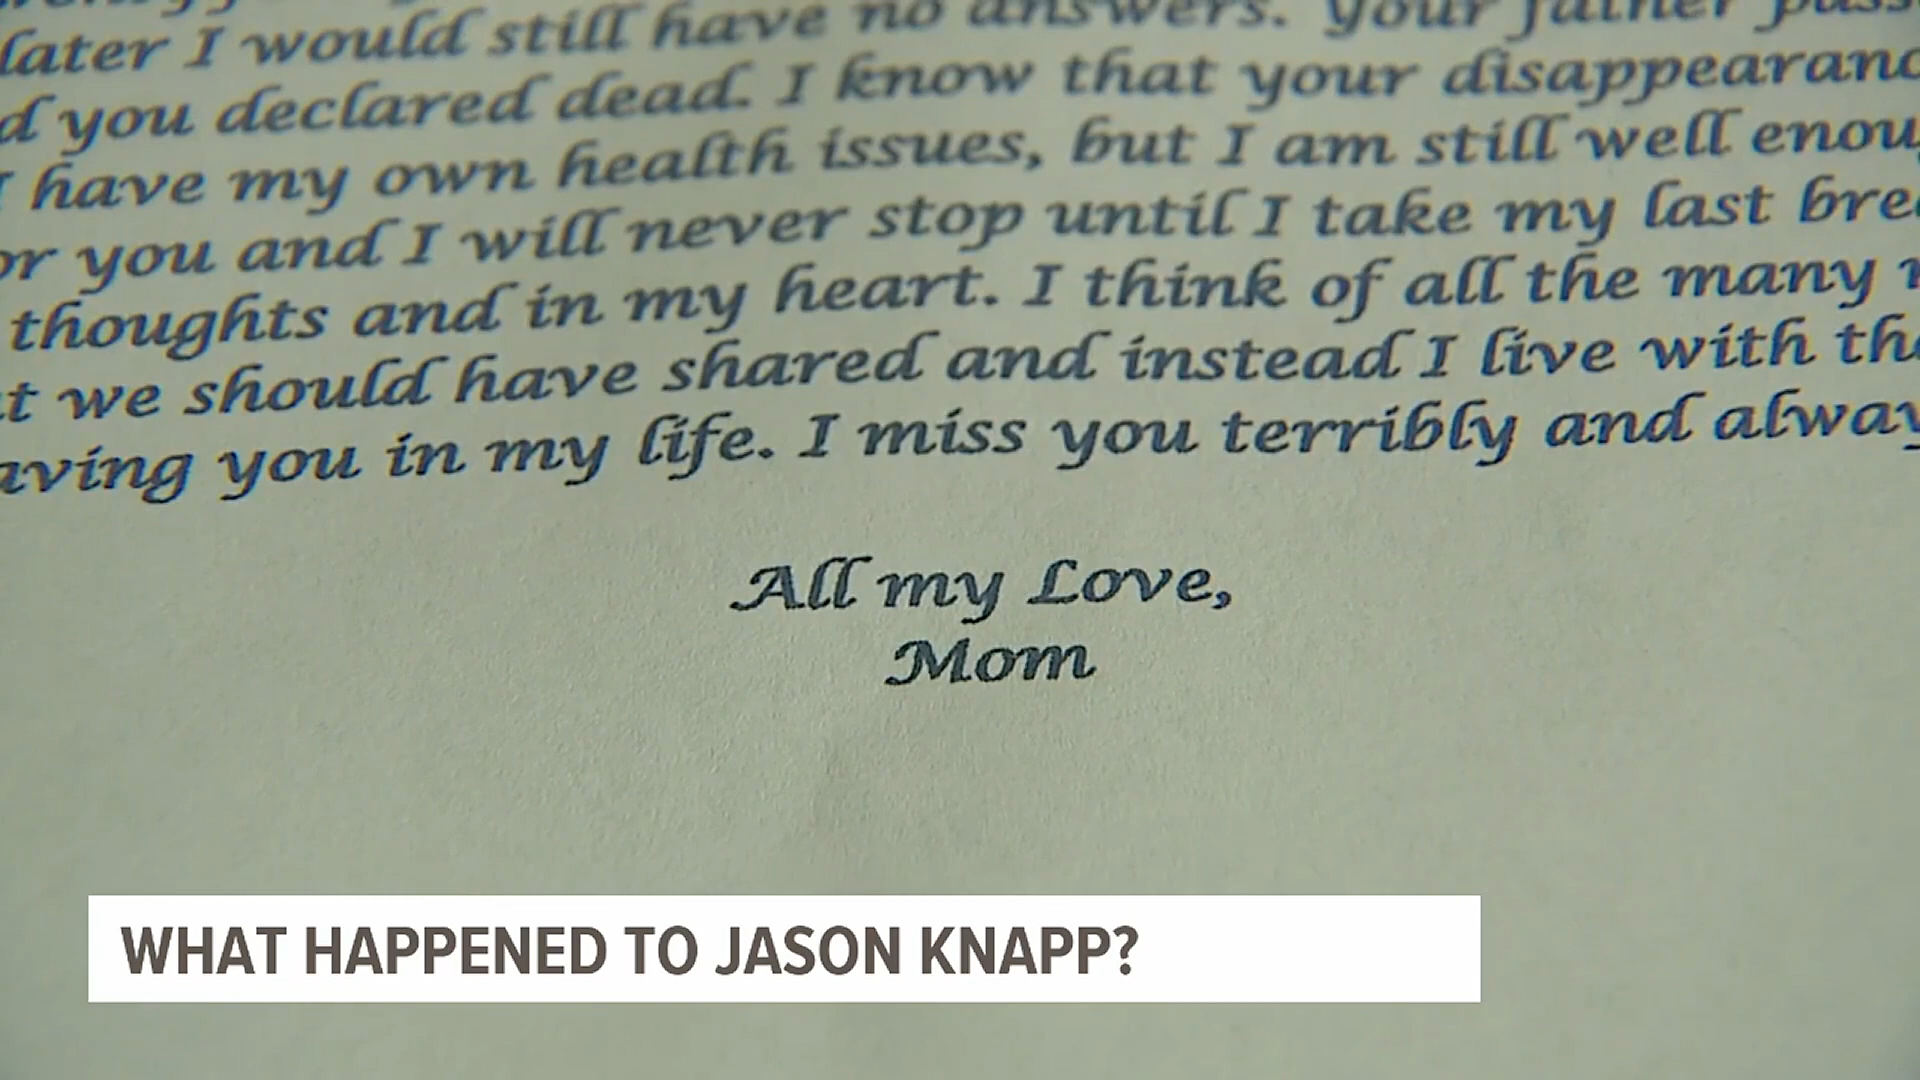 later I would still have no answers. Your father
d you declared dead. I know that your
I have my own health issues, but I am still well
or you and I will never stop until I take my last
thoughts and in my heart. I think of all the many
t we should have shared and instead I live with
aving you in my life. I miss you terribly and
All my Love,
Mom
WHAT HAPPENED TO JASON KNAPP?